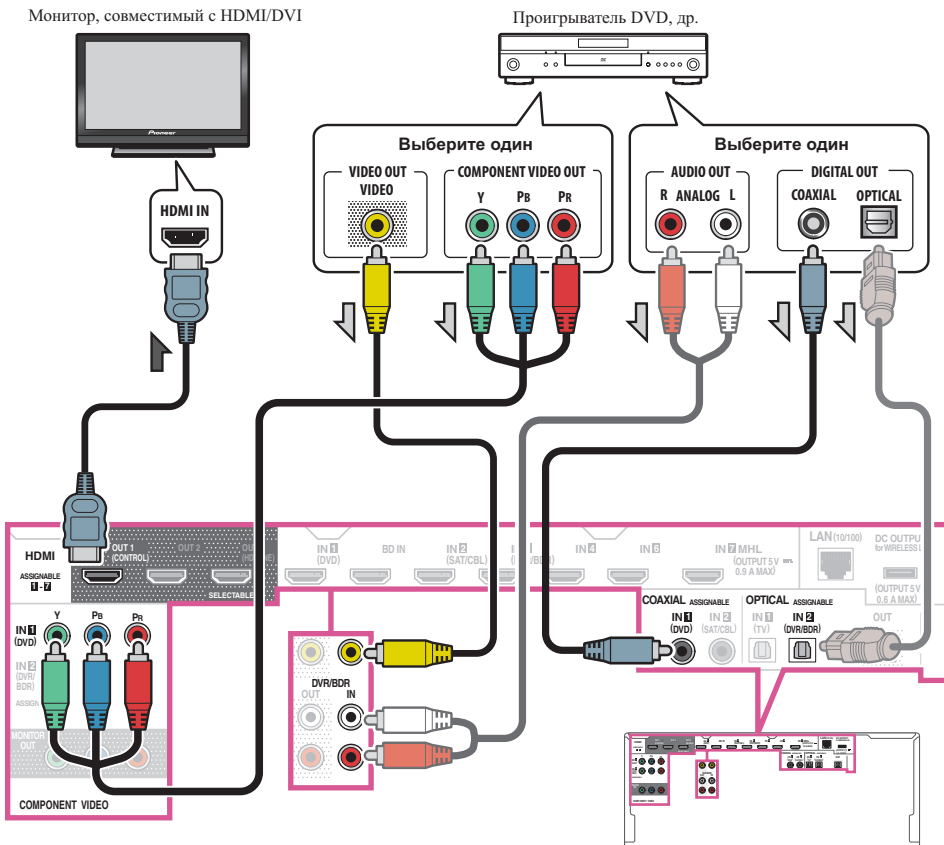 Монитор, совместимый с HDMI/DVI
Проигрыватель DVD, др.
Pioneer
HDMI IN
Выберите один
VIDEO OUT
VIDEO
COMPONENT VIDEO OUT
Y PB PR
Выберите один
AUDIO OUT
R ANALOG L
DIGITAL OUT
COAXIAL OPTICAL
HDMI
ASSIGNABLE
1-7
OUT 1
(CONTROL)
OUT 2
SELECTABLE
IN 1
(DVD)
BD IN
IN 2
(SAT/CBL)
IN 4
IN 6
IN 7 MHL
(OUTPUT 5 V
0.9 A MAX)
LAN (10/100)
DC OUTPU
for WIRELESS L
(OUTPUT 5 V
0.6 A MAX)
Y PB PR
IN 1
(DVD)
IN 2
(DVR/
BDR)
ASSIGN
MONITOR
OUT
COMPONENT VIDEO
DVR/BDR
OUT IN
COAXIAL ASSIGNABLE
IN 1
(DVD)
IN 2
(SAT/CBL)
OPTICAL ASSIGNABLE
IN 1
(TV)
IN 2
(DVR/BDR)
OUT